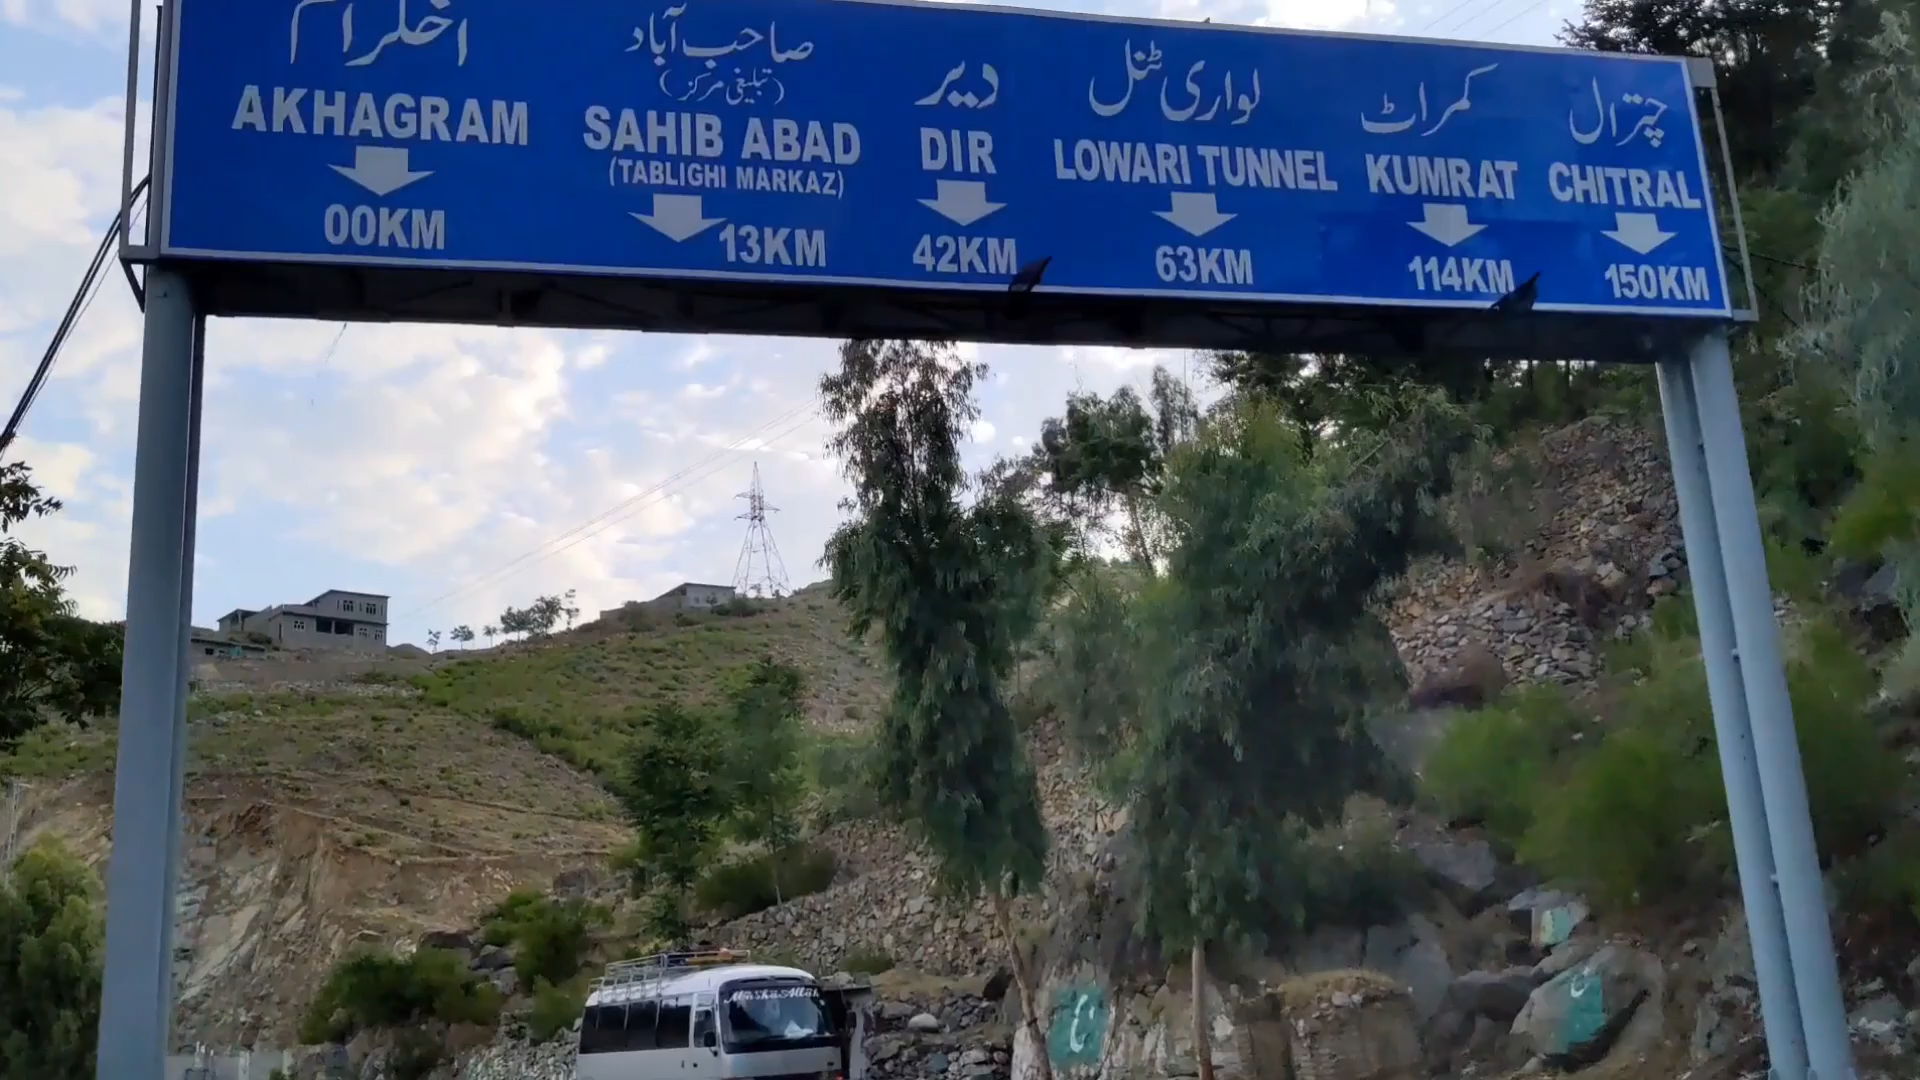 اخگرام
AKHAGRAM
00KM
صاحب آباد
(تبلیغی مرکز)
SAHIB ABAD
(TABLIGHI MARKAZ)
13KM
دیر
DIR
42KM
لواری ٹنل
LOWARI TUNNEL
63KM
کمراٹ
KUMRAT
114KM
چترال
CHITRAL
150KM
MashaAllah